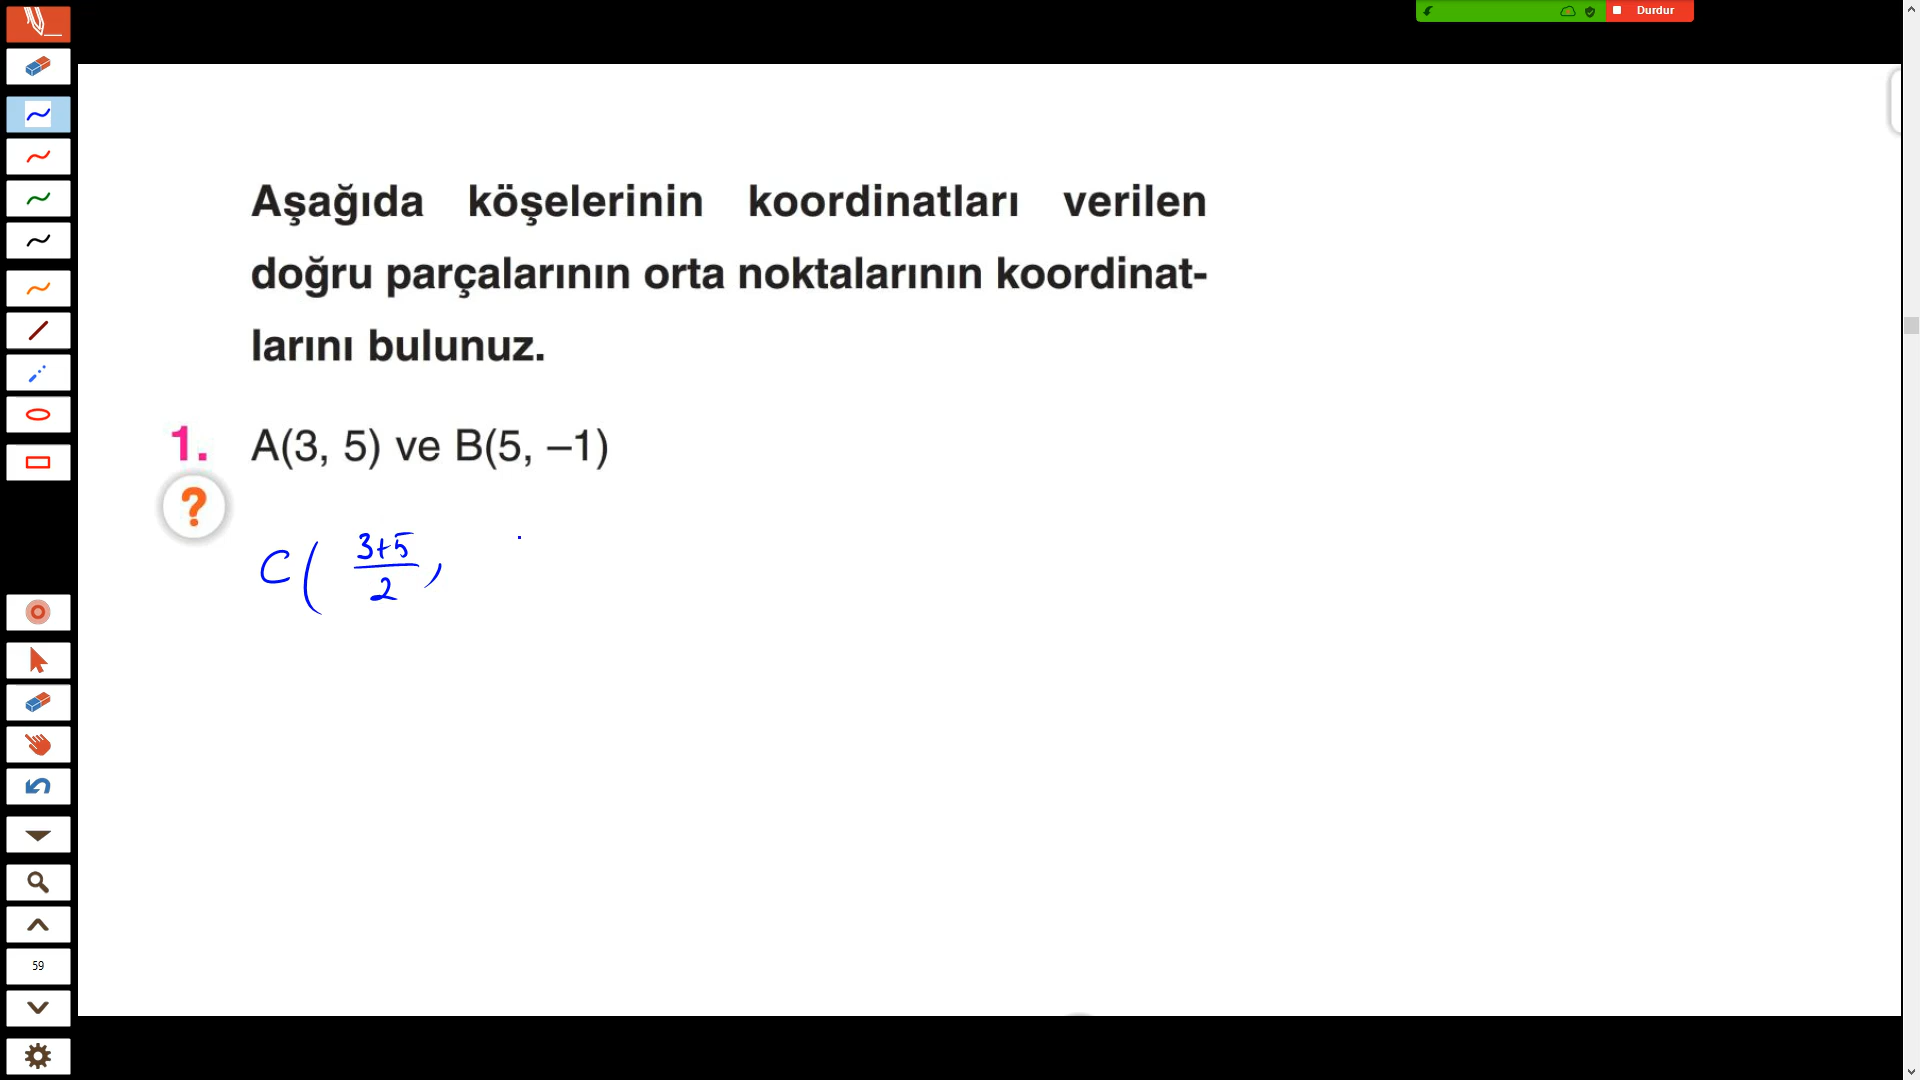 Durdur
Aşağıda köşelerinin koordinatları verilen
doğru parçalarının orta noktalarının koordinat-
larını bulunuz.
1. A(3, 5) ve B(5, –1)
?
C( 3+5
2 ,
59